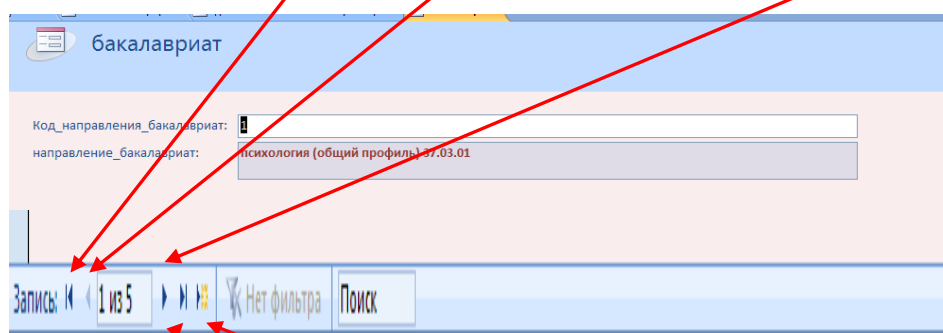 бакалавриат
Код_направления_бакалавриат: 1
направление_бакалавриат: психология (общий профиль) 37.03.01
Запись: 1 из 5 Нет фильтра Поиск